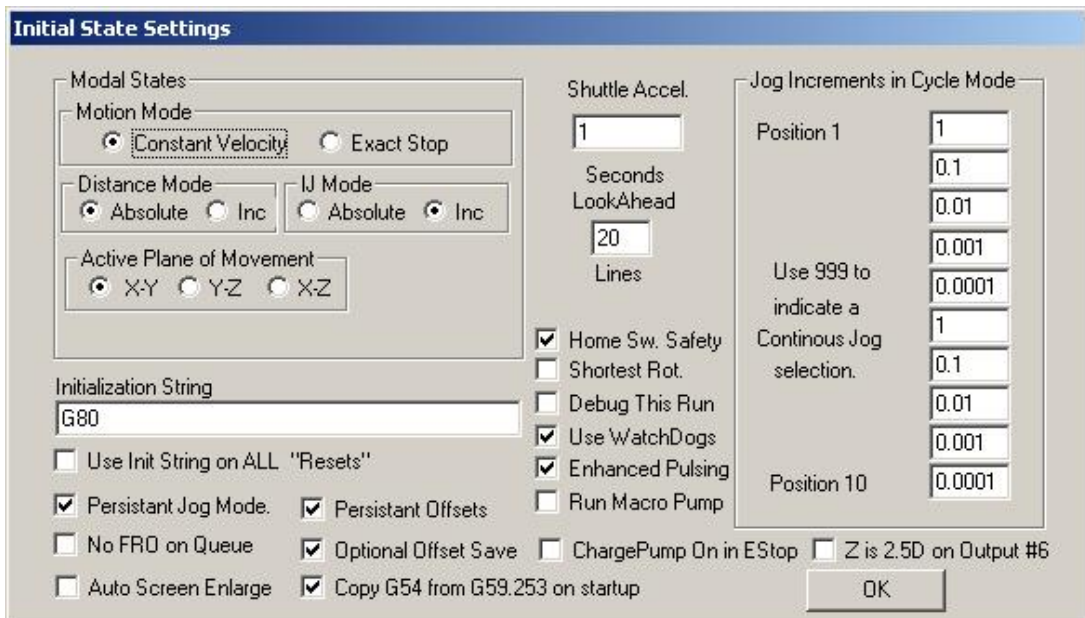 Initial State Settings
Modal States
Motion Mode
Constant Velocity Exact Stop
Distance Mode
Absolute Inc
IJ Mode
Absolute Inc
Active Plane of Movement
X-Y Y-Z X-Z
Initialization String
G80
Use Init String on ALL "Resets"
Persistant Jog Mode.
Persistant Offsets
No FRO on Queue
Optional Offset Save
Auto Screen Enlarge
Copy G54 from G59.253 on startup
Shuttle Accel.
1
Seconds
LookAhead
20
Lines
Home Sw. Safety
Shortest Rot.
Debug This Run
Use WatchDogs
Enhanced Pulsing
Run Macro Pump
ChargePump On in EStop
Z is 2.5D on Output #6
Jog Increments in Cycle Mode
Position 1
1
0.1
0.01
0.001
0.0001
1
0.1
0.01
0.001
0.0001
Use 999 to
indicate a
Continous Jog
selection.
Position 10
OK